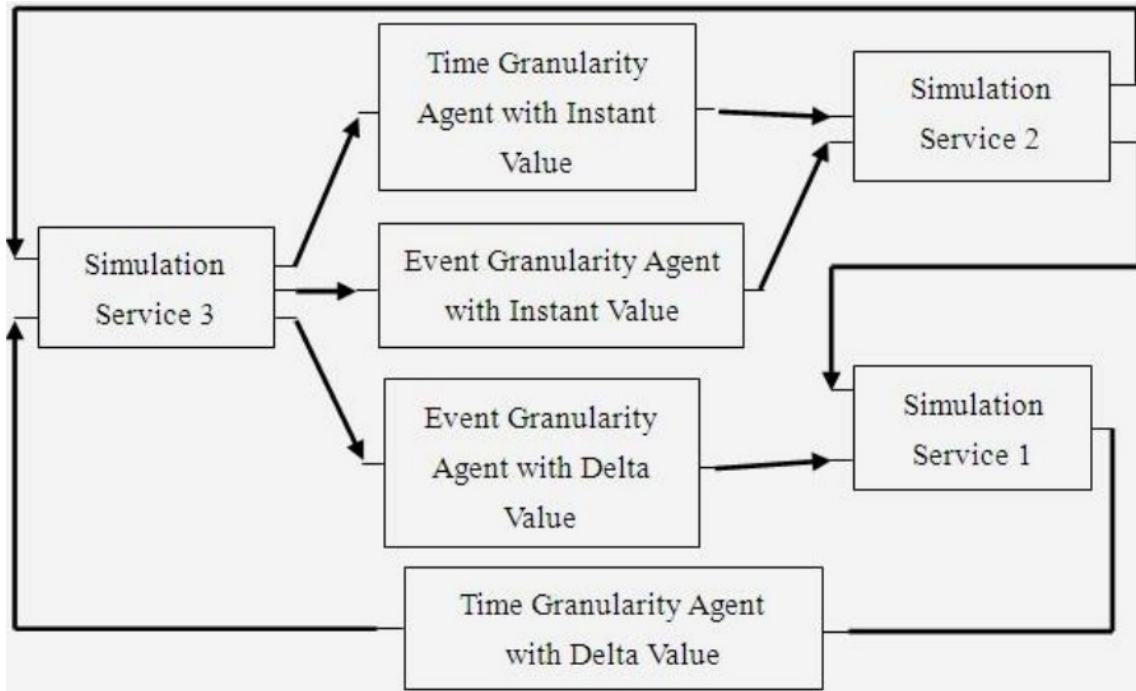 Time Granularity
Agent with Instant
Value
Simulation
Service 2
Simulation
Service 3
Event Granularity Agent
with Instant Value
Event Granularity
Agent with Delta
Value
Simulation
Service 1
Time Granularity Agent
with Delta Value